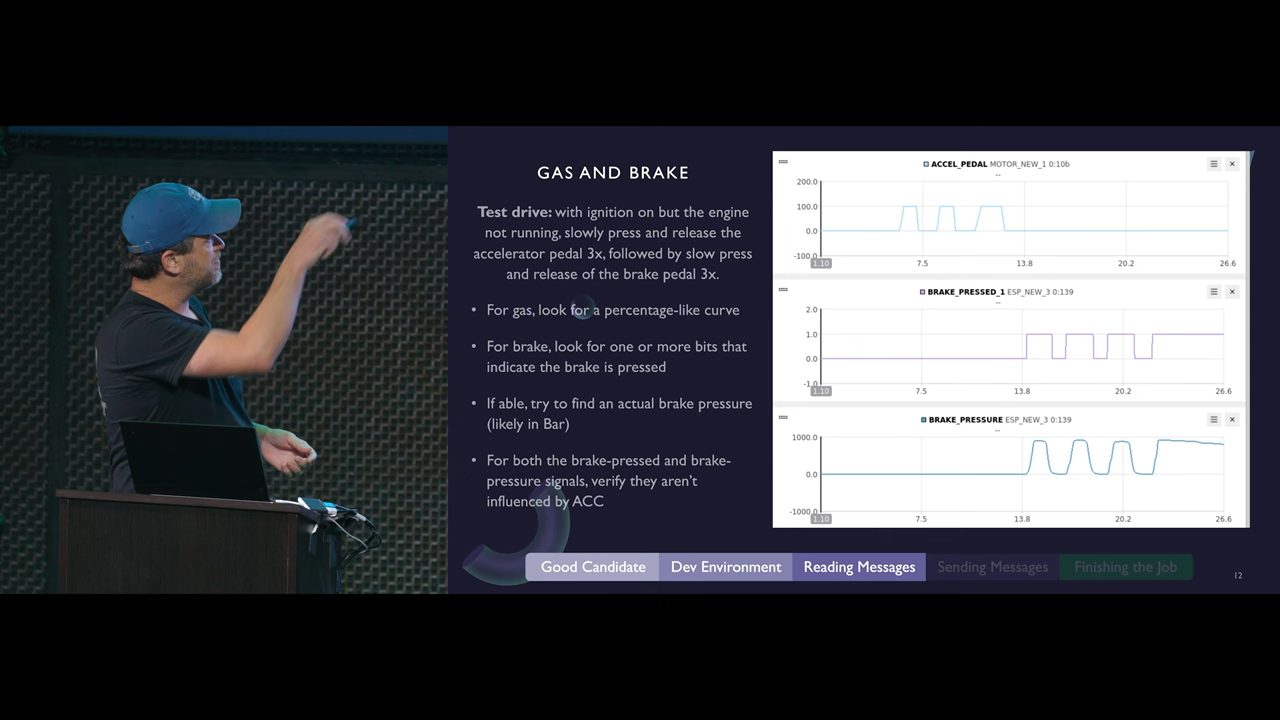 GAS AND BRAKE
Test drive: with ignition on but the engine
not running, slowly press and release the
accelerator pedal 3x, followed by slow press
and release of the brake pedal 3x.
• For gas, look for a percentage-like curve
• For brake, look for one or more bits that
indicate the brake is pressed
• If able, try to find an actual brake pressure
(likely in Bar)
• For both the brake-pressed and brake-
pressure signals, verify they aren't
influenced by ACC
ACCEL_PEDAL MOTOR_NEW_1 0:10b
--
200.0
100.0
0.0
-100.0
1.10 7.5 13.8 20.2 26.6
BRAKE_PRESSED_1 ESP_NEW_3 0:139
--
2.0
1.0
0.0
-1.0
1.10 7.5 13.8 20.2 26.6
BRAKE_PRESSURE ESP_NEW_3 0:139
--
1000.0
0.0
-1000.0
1.10 7.5 13.8 20.2 26.6
Good Candidate Dev Environment Reading Messages Sending Messages Finishing the Job
12